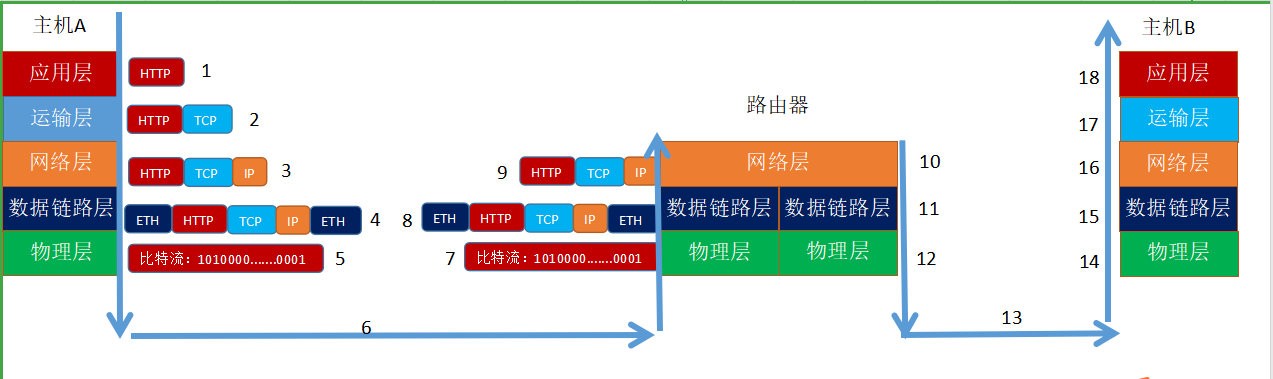 主机A
主机B
应用层
HTTP
1
18
应用层
路由器
运输层
HTTP
TCP
2
17
运输层
网络层
HTTP
TCP
IP
3
9
HTTP
TCP
IP
网络层
10
16
网络层
数据链路层
ETH
HTTP
TCP
IP
ETH
4
8
ETH
HTTP
TCP
IP
ETH
数据链路层
数据链路层
11
15
数据链路层
物理层
比特流：1010000.......0001
5
7
比特流：1010000.......0001
物理层
物理层
12
14
物理层
6
13